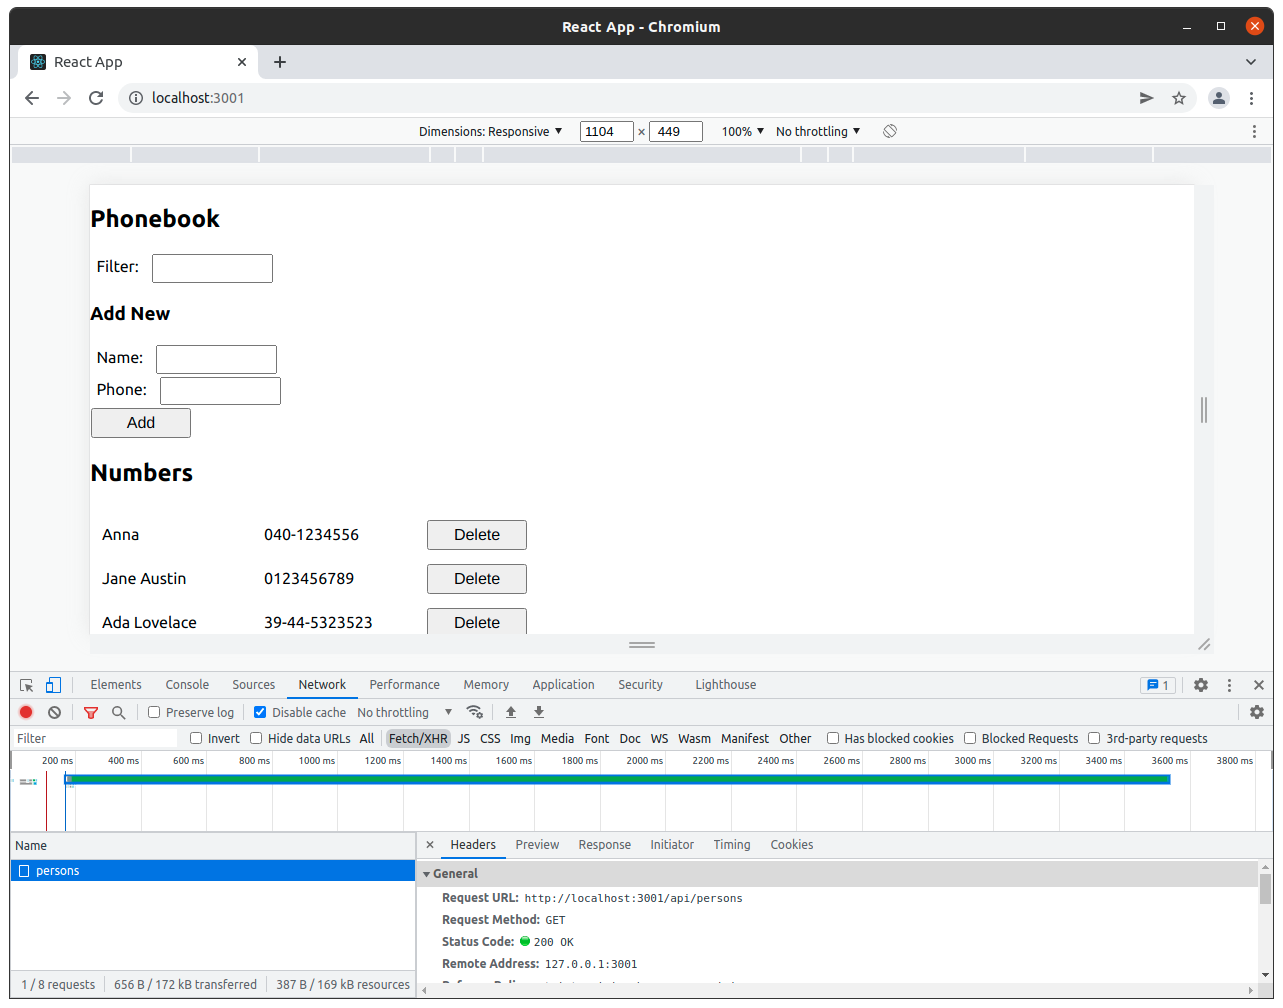 React App - Chromium
React App
localhost:3001
Dimensions: Responsive 1104 × 449 100% No throttling
Phonebook
Filter:
Add New
Name:
Phone:
Add
Numbers
Anna 040-1234556 Delete
Jane Austin 0123456789 Delete
Ada Lovelace 39-44-5323523 Delete
Elements Console Sources Network Performance Memory Application Security Lighthouse 1
Preserve log Disable cache No throttling
Filter Invert Hide data URLs All Fetch/XHR JS CSS Img Media Font Doc WS Wasm Manifest Other Has blocked cookies Blocked Requests 3rd-party requests
200 ms 400 ms 600 ms 800 ms 1000 ms 1200 ms 1400 ms 1600 ms 1800 ms 2000 ms 2200 ms 2400 ms 2600 ms 2800 ms 3000 ms 3200 ms 3400 ms 3600 ms 3800 ms
Name
persons
1 / 8 requests 656 B / 172 kB transferred 387 B / 169 kB resources
Headers Preview Response Initiator Timing Cookies
General
Request URL: http://localhost:3001/api/persons
Request Method: GET
Status Code: 200 OK
Remote Address: 127.0.0.1:3001